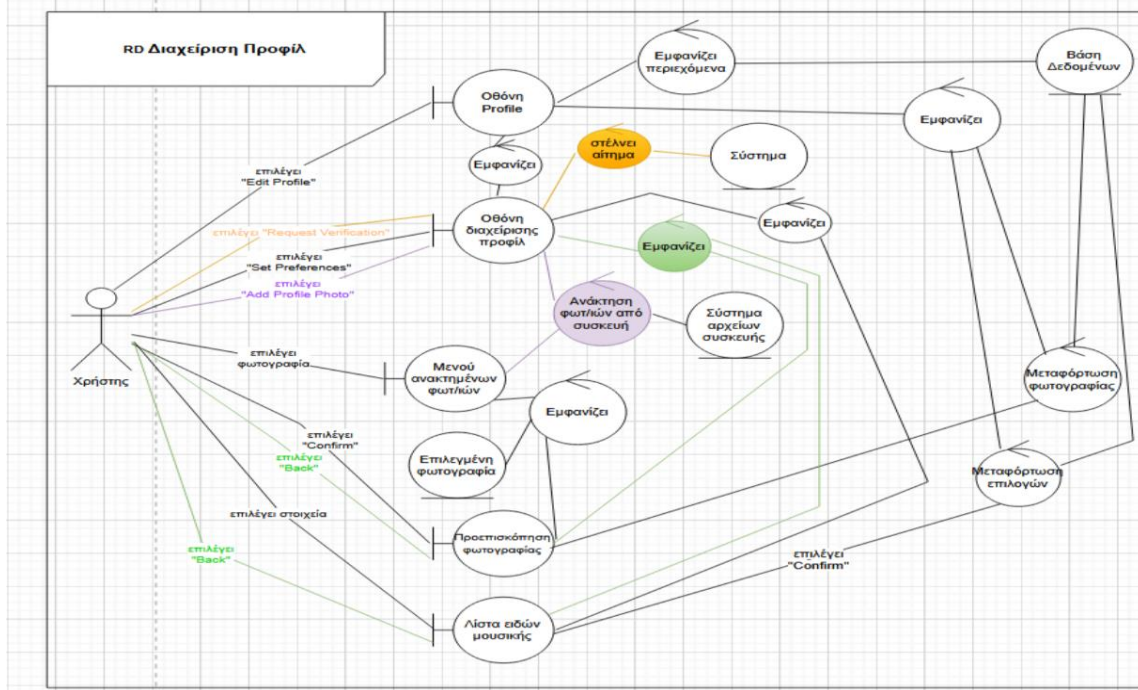 RD Διαχείριση Προφίλ
Εμφανίζει
περιεχόμενα
Βάση
Δεδομένων
Οθόνη
Profile
Εμφανίζει
στέλνει
αίτημα
Σύστημα
Εμφανίζει
επιλέγει
"Edit Profile"
Οθόνη
διαχείρισης
προφίλ
Εμφανίζει
επιλέγει "Request Verification"
Εμφανίζει
επιλέγει
"Set Preferences"
επιλέγει
"Add Profile Photo"
Ανάκτηση
φωτ/ιών από
συσκευή
Σύστημα
αρχείων
συσκευής
Χρήστης
επιλέγει
φωτογραφία
Μενού
ανακτημένων
φωτ/ιών
Μεταφόρτωση
φωτογραφίας
Εμφανίζει
επιλέγει
"Confirm"
επιλέγει
"Back"
Επιλεγμένη
φωτογραφία
Μεταφόρτωση
επιλογών
επιλέγει στοιχεία
Προεπισκόπηση
φωτογραφίας
επιλέγει
"Back"
επιλέγει
"Confirm"
Λίστα ειδών
μουσικής